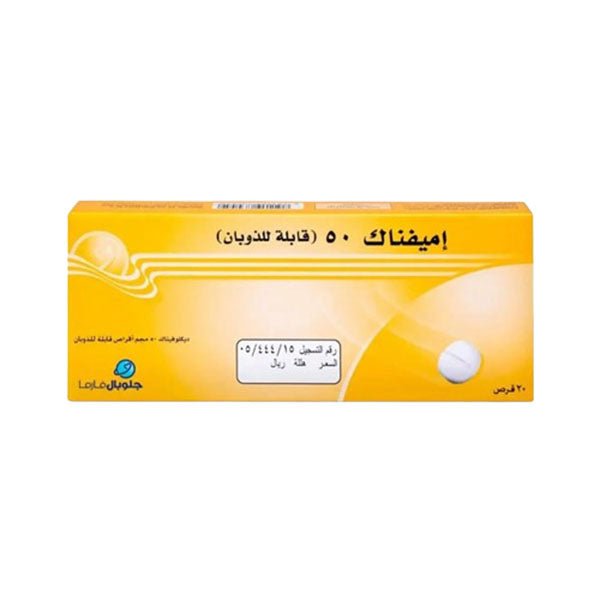 إميفناك ٥٠ (قابلة للذوبان)
ديكلوفيناك ٥٠ مجم أقراص قابلة للذوبان
رقم التسجيل ٠٥/٤٤٤/١٥
السعر هللة ريال
جلوبال فارما
٢٠ قرص